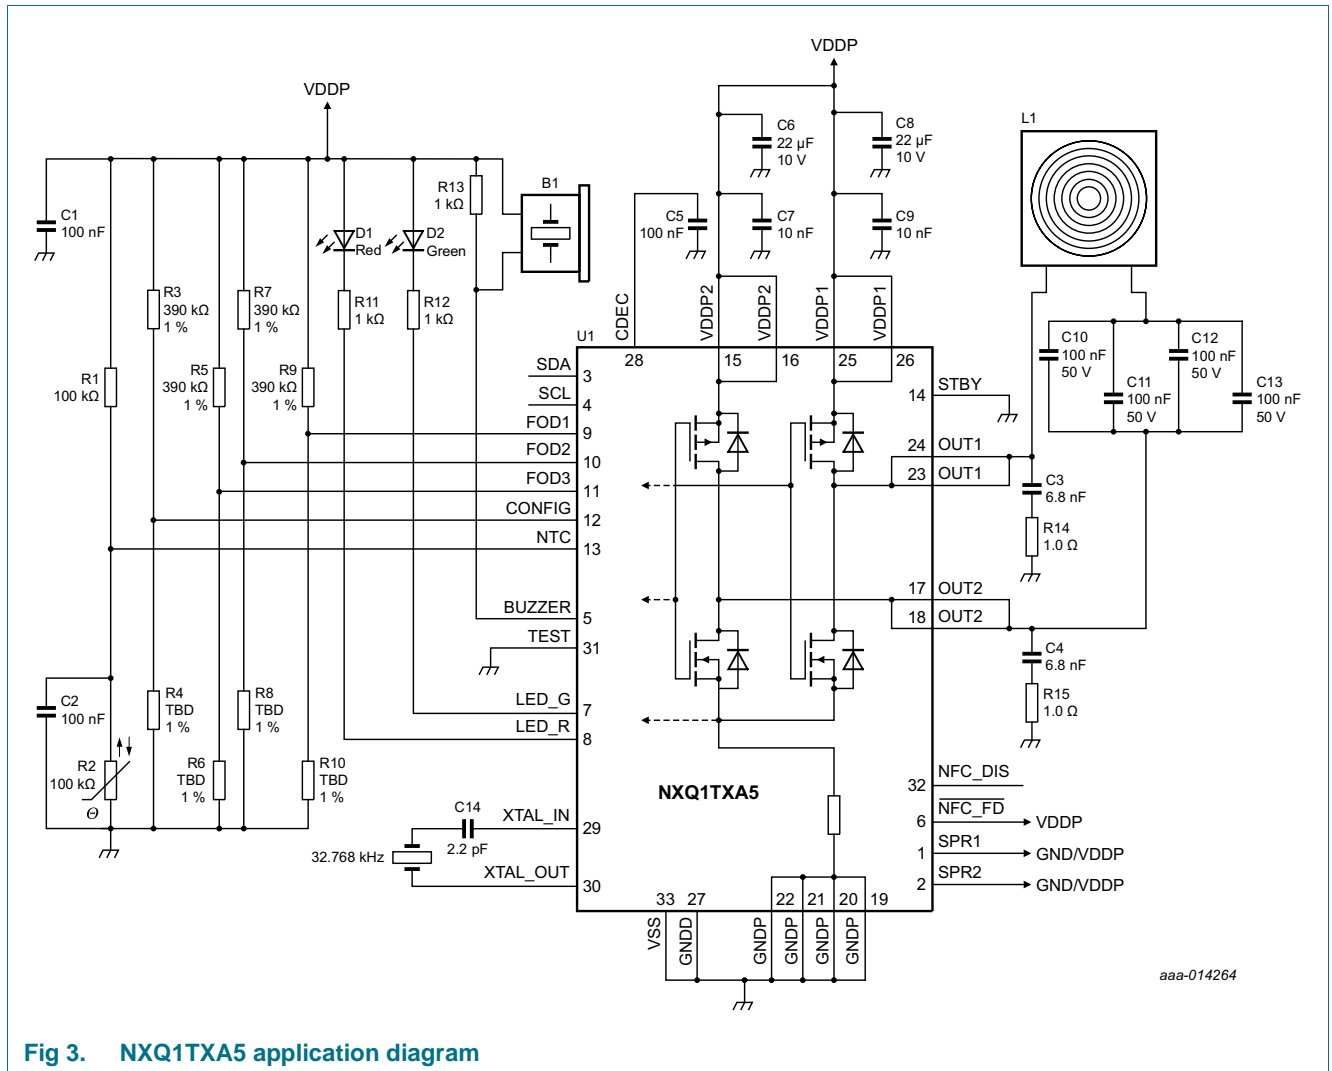 VDDP
VDDP
C6
22 µF
10 V
C8
22 µF
10 V
L1
R13
1 kΩ
B1
C1
100 nF
D1
Red
D2
Green
C5
100 nF
C7
10 nF
C9
10 nF
R3
390 kΩ
1 %
R7
390 kΩ
1 %
R11
1 kΩ
R12
1 kΩ
CDEC
VDDP2
VDDP2
VDDP1
VDDP1
U1
28
15
16
25
26
C10
100 nF
50 V
C12
100 nF
50 V
C11
100 nF
50 V
C13
100 nF
50 V
R1
100 kΩ
R5
390 kΩ
1 %
R9
390 kΩ
1 %
SDA
3
SCL
4
FOD1
9
FOD2
10
FOD3
11
CONFIG
12
NTC
13
14
STBY
24
OUT1
23
OUT1
C3
6.8 nF
R14
1.0 Ω
BUZZER
5
TEST
31
17
OUT2
18
OUT2
C4
6.8 nF
R15
1.0 Ω
C2
100 nF
R4
TBD
1 %
R8
TBD
1 %
LED_G
7
LED_R
8
R2
100 kΩ
Θ
R6
TBD
1 %
R10
TBD
1 %
NXQ1TXA5
32
NFC_DIS
6
NFC_FD
VDDP
1
SPR1
GND/VDDP
2
SPR2
GND/VDDP
C14
2.2 pF
XTAL_IN
29
32.768 kHz
XTAL_OUT
30
33
27
22
21
20
19
VSS
GNDD
GNDP
GNDP
GNDP
GNDP
aaa-014264
Fig 3. NXQ1TXA5 application diagram